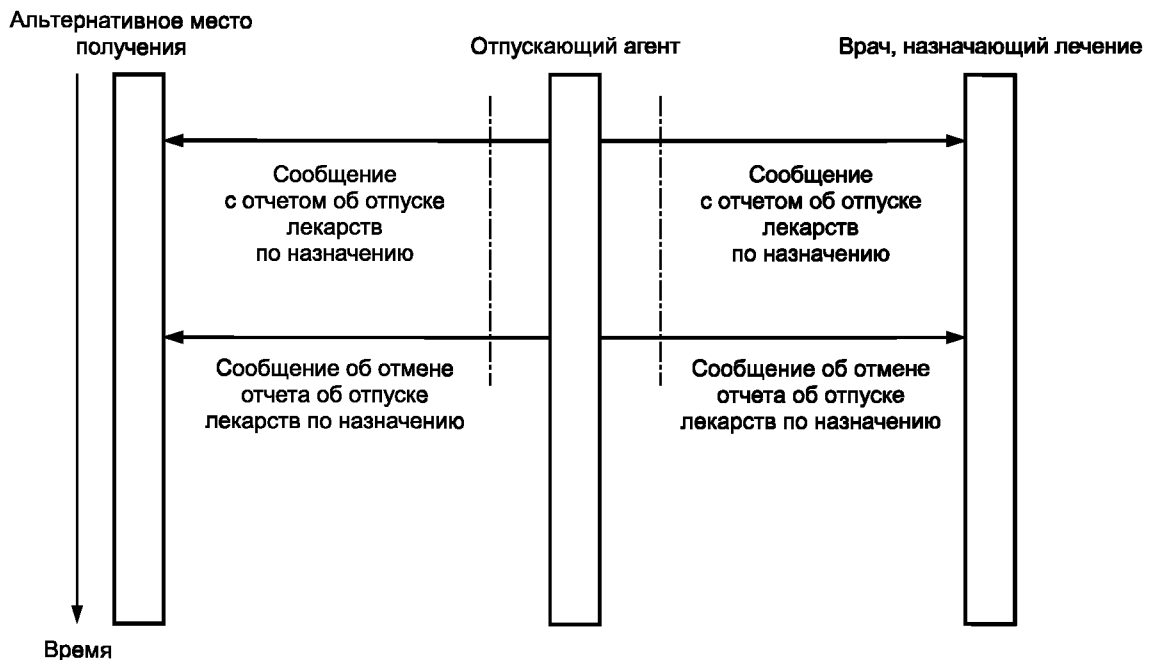 Альтернативное место
получения
Отпускающий агент
Врач, назначающий лечение
Сообщение
с отчетом об отпуске
лекарств
по назначению
Сообщение
с отчетом об отпуске
лекарств
по назначению
Сообщение об отмене
отчета об отпуске
лекарств по назначению
Сообщение об отмене
отчета об отпуске
лекарств по назначению
Время